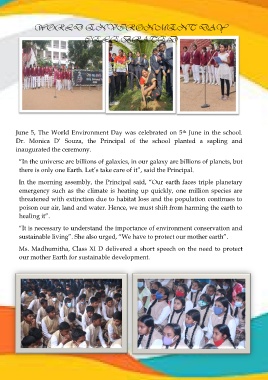 WORLD ENVIRONMENT DAY
CELEBRATED
June 5, The World Environment Day was celebrated on 5th June in the school.
Dr. Monica D' Souza, the Principal of the school planted a sapling and
inaugurated the ceremony.
"In the universe are billions of galaxies, in our galaxy are billions of planets, but
there is only one Earth. Let's take care of it", said the Principal.
In the morning assembly, the Principal said, "Our earth faces triple planetary
emergency such as the climate is heating up quickly, one million species are
threatened with extinction due to habitat loss and the population continues to
poison our air, land and water. Hence, we must shift from harming the earth to
healing it".
"It is necessary to understand the importance of environment conservation and
sustainable living". She also urged, "We have to protect our mother earth".
Ms. Madhumitha, Class XI D delivered a short speech on the need to protect
our mother Earth for sustainable development.